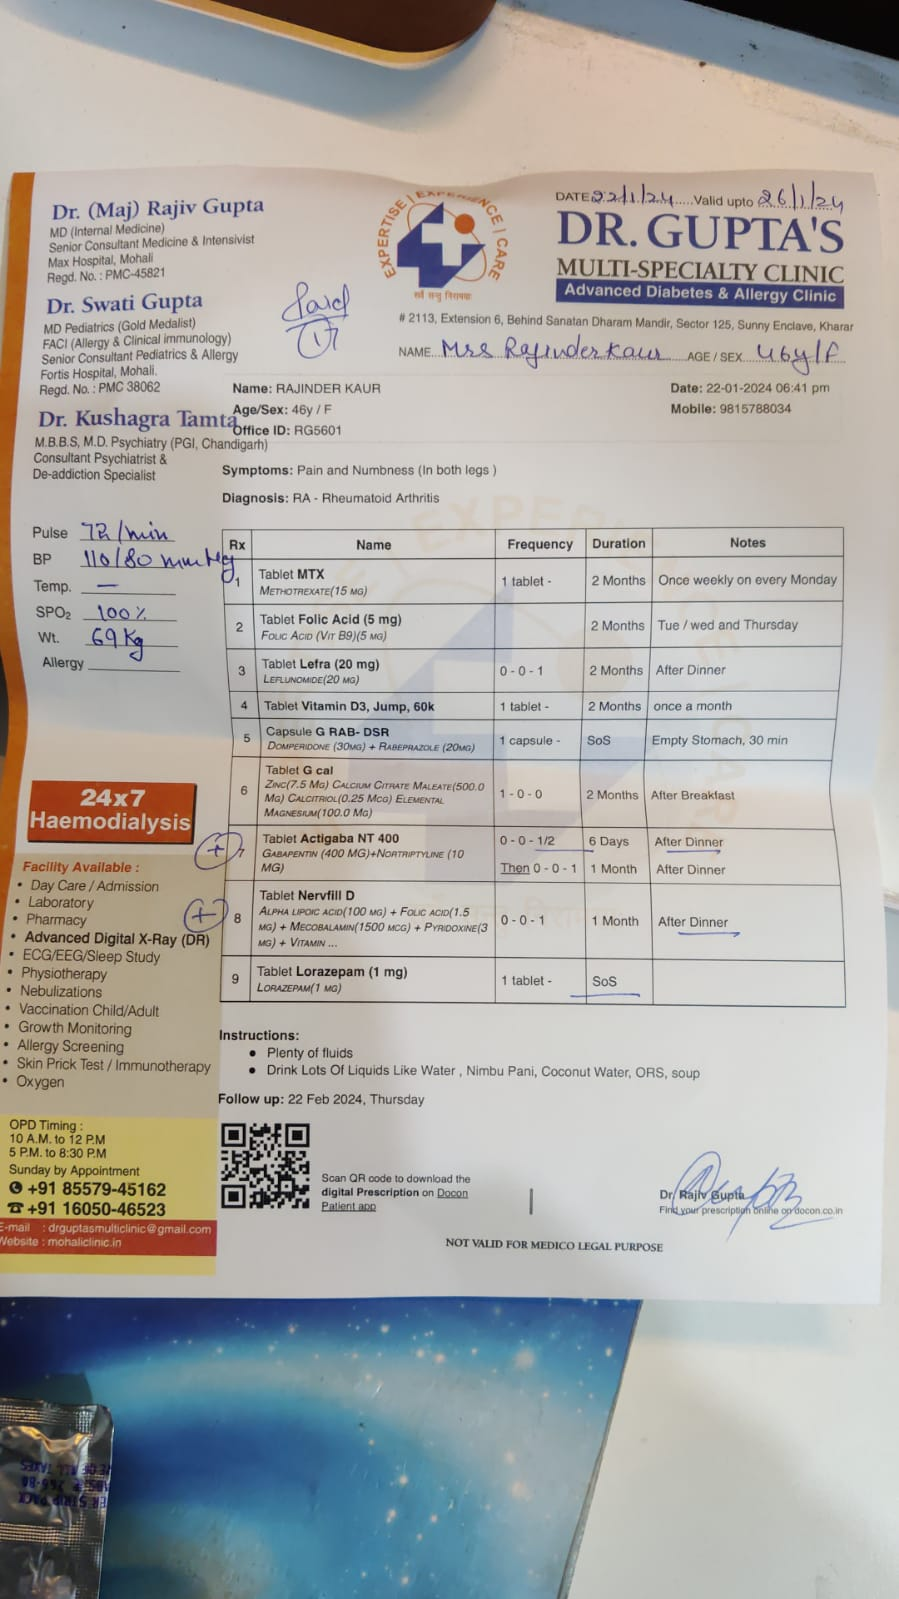 Dr. (Maj) Rajiv Gupta
MD (Internal Medicine)
Senior Consultant Medicine & Intensivist
Max Hospital, Mohali
Regd. No. : PMC-45821
Dr. Swati Gupta
MD Pediatrics (Gold Medalist)
FACI (Allergy & Clinical immunology)
Senior Consultant Pediatrics & Allergy
Fortis Hospital, Mohali.
Regd. No. : PMC 38062
Dr. Kushagra Tamta
M.B.B.S, M.D. Psychiatry (PGI, Chandigarh)
Consultant Psychiatrist &
De-addiction Specialist
EXPERTISE | EXPERIENCE | CARE
सर्वे सन्तु निरामयाः
DATE 22/1/24 Valid upto 26/1/24
DR. GUPTA'S
MULTI-SPECIALTY CLINIC
Advanced Diabetes & Allergy Clinic
# 2113, Extension 6, Behind Sanatan Dharam Mandir, Sector 125, Sunny Enclave, Kharar
NAME Mrs Rajinder kaur AGE / SEX 46y/F
Paid
Name: RAJINDER KAUR
Age/Sex: 46y / F
Office ID: RG5601
Date: 22-01-2024 06:41 pm
Mobile: 9815788034
Symptoms: Pain and Numbness (In both legs )
Diagnosis: RA - Rheumatoid Arthritis
Pulse 72/min
BP 110/80 mmHg
Temp. —
SPO2 100%
Wt. 69 Kg
Allergy
Rx Name Frequency Duration Notes
1 Tablet MTX 1 tablet - 2 Months Once weekly on every Monday
METHOTREXATE(15 MG)
2 Tablet Folic Acid (5 mg) 2 Months Tue / wed and Thursday
FOLIC ACID (VIT B9)(5 MG)
3 Tablet Lefra (20 mg) 0 - 0 - 1 2 Months After Dinner
LEFLUNOMIDE(20 MG)
4 Tablet Vitamin D3, Jump, 60k 1 tablet - 2 Months once a month
5 Capsule G RAB- DSR 1 capsule - SoS Empty Stomach, 30 min
DOMPERIDONE (30MG) + RABEPRAZOLE (20MG)
6 Tablet G cal 1 - 0 - 0 2 Months After Breakfast
ZINC(7.5 MG) CALCIUM CITRATE MALEATE(500.0
MG) CALCITRIOL(0.25 MCG) ELEMENTAL
MAGNESIUM(100.0 MG)
+ 7 Tablet Actigaba NT 400 0 - 0 - 1/2 6 Days After Dinner
GABAPENTIN (400 MG)+NORTRIPTYLINE (10
MG) Then 0 - 0 - 1 1 Month After Dinner
+ 8 Tablet Nervfill D 0 - 0 - 1 1 Month After Dinner
ALPHA LIPOIC ACID(100 MG) + FOLIC ACID(1.5
MG) + MECOBALAMIN(1500 MCG) + PYRIDOXINE(3
MG) + VITAMIN ...
9 Tablet Lorazepam (1 mg) 1 tablet - SoS
LORAZEPAM(1 MG)
24x7
Haemodialysis
Facility Available :
• Day Care / Admission
• Laboratory
• Pharmacy
• Advanced Digital X-Ray (DR)
• ECG/EEG/Sleep Study
• Physiotherapy
• Nebulizations
• Vaccination Child/Adult
• Growth Monitoring
• Allergy Screening
• Skin Prick Test / Immunotherapy
• Oxygen
Instructions:
• Plenty of fluids
• Drink Lots Of Liquids Like Water , Nimbu Pani, Coconut Water, ORS, soup
Follow up: 22 Feb 2024, Thursday
OPD Timing :
10 A.M. to 12 P.M
5 P.M. to 8:30 P.M
Sunday by Appointment
+91 85579-45162
+91 16050-46523
E-mail : drguptasmulticlinic@gmail.com
Website : mohaliclinic.in
Scan QR code to download the
digital Prescription on Docon
Patient app
Dr. Rajiv Gupta
Find your prescription online on docon.co.in
NOT VALID FOR MEDICO LEGAL PURPOSE